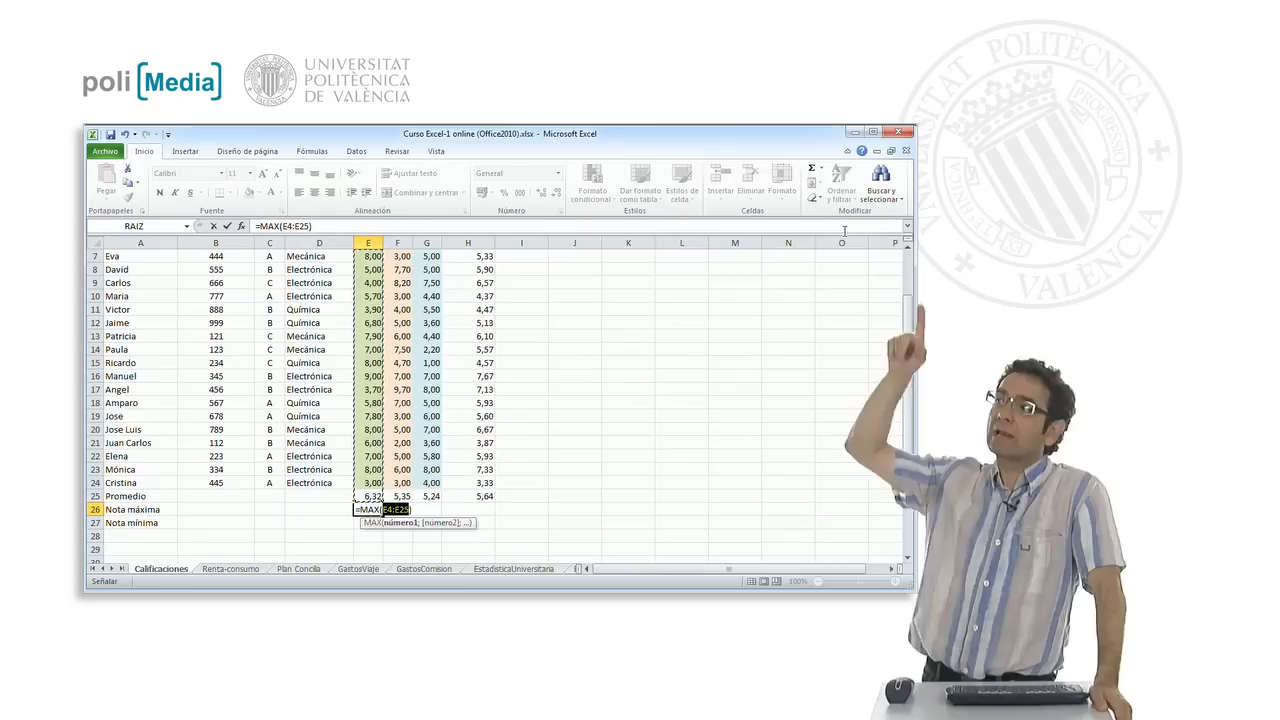 poli[Media]
UNIVERSITAT
POLITÈCNICA
DE VALÈNCIA
UNIVERSITAT POLITÈCNICA DE VALÈNCIA
PROGRESIO
Curso Excel-1 online (Office2010).xlsx - Microsoft Excel
Archivo Inicio Insertar Diseño de página Fórmulas Datos Revisar Vista
Calibri 11 Ajustar texto General
Pegar N K S Combinar y centrar % 000 Formato condicional Dar formato como tabla Estilos de celda Insertar Eliminar Formato Σ Ordenar y filtrar Buscar y seleccionar
Portapapeles Fuente Alineación Número Estilos Celdas Modificar
RAIZ fx =MAX(E4:E25)
A B C D E F G H I J K L M N O P
7 Eva 444 A Mecánica 8,00 3,00 5,00 5,33
8 David 555 B Electrónica 5,00 7,70 5,00 5,90
9 Carlos 666 C Electrónica 4,00 8,20 7,50 6,57
10 Maria 777 A Electrónica 5,70 3,00 4,40 4,37
11 Victor 888 B Química 3,90 4,00 5,50 4,47
12 Jaime 999 B Química 6,80 5,00 3,60 5,13
13 Patricia 121 C Mecánica 7,90 6,00 4,40 6,10
14 Paula 123 C Mecánica 7,00 7,50 2,20 5,57
15 Ricardo 234 C Química 8,00 4,70 1,00 4,57
16 Manuel 345 B Electrónica 9,00 7,00 7,00 7,67
17 Angel 456 B Electrónica 3,70 9,70 8,00 7,13
18 Amparo 567 A Química 5,80 7,00 5,00 5,93
19 Jose 678 A Química 7,80 3,00 6,00 5,60
20 Jose Luis 789 B Mecánica 8,00 5,00 7,00 6,67
21 Juan Carlos 112 B Mecánica 6,00 2,00 3,60 3,87
22 Elena 223 A Mecánica 7,00 5,00 5,80 5,93
23 Mónica 334 B Electrónica 8,00 6,00 8,00 7,33
24 Cristina 445 A Electrónica 3,00 3,00 4,00 3,33
25 Promedio 6,32 5,35 5,24 5,64
26 Nota máxima =MAX(E4:E25)
27 Nota mínima MAX(número1; [número2]; ...)
28
29
30
Calificaciones Renta-consumo Plan Concilia GastosViaje GastosComision EstadisticaUniversitaria
Señalar 100%